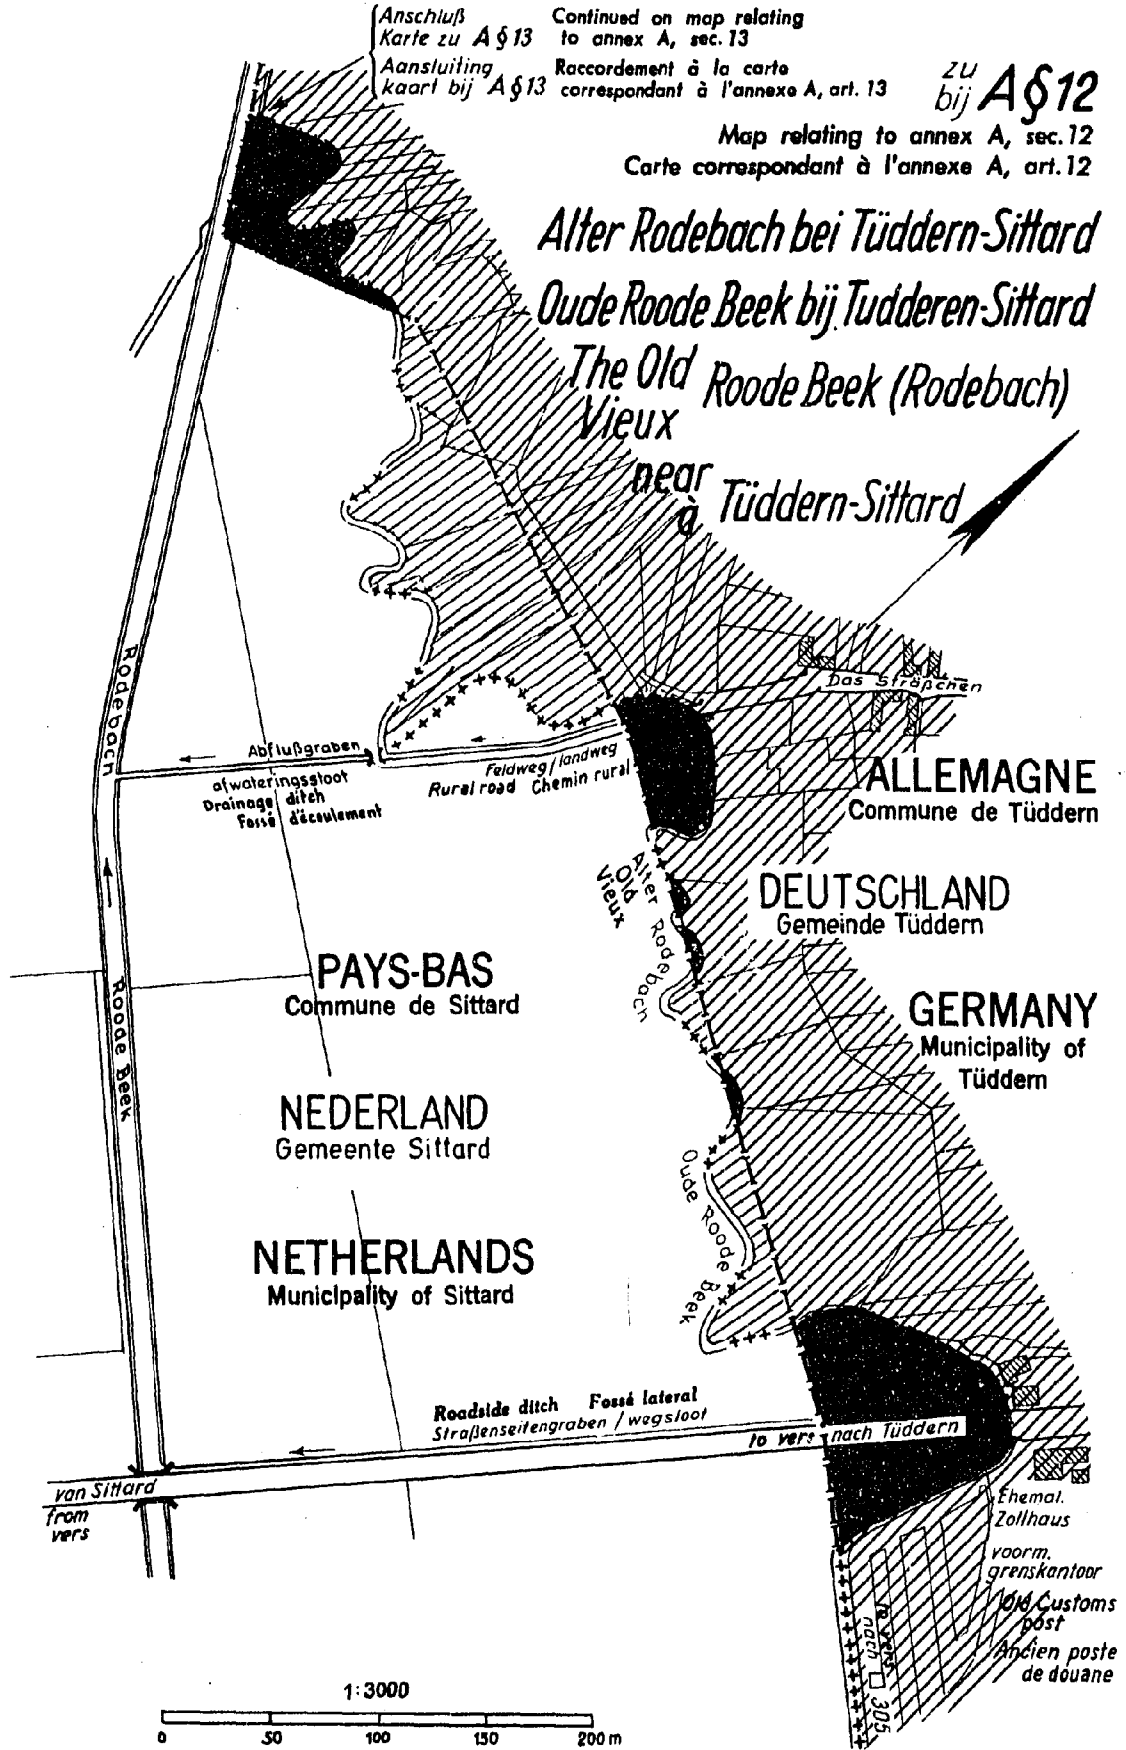 Anschluß
Karte zu A § 13
Continued on map relating
to annex A, sec. 13
Aansluiting
kaart bij A § 13
Raccordement à la carte
correspondant à l'annexe A, art. 13
zu
bij A § 12
Map relating to annex A, sec. 12
Carte correspondant à l'annexe A, art. 12
Alter Rodebach bei Tüddern-Sittard
Oude Roode Beek bij Tudderen-Sittard
The Old
Vieux
Roode Beek (Rodebach)
near
à
Tüddern-Sittard
Das Sträßchen
Rodebach
Abflußgraben
afwateringssloot
Drainage ditch
Fossé d'écoulement
Feldweg/landweg
Rural road Chemin rural
ALLEMAGNE
Commune de Tüddern
DEUTSCHLAND
Gemeinde Tüddern
GERMANY
Municipality of
Tüddern
Alter Rodebach
Old
Vieux
PAYS-BAS
Commune de Sittard
Roode Beek
NEDERLAND
Gemeente Sittard
Oude Roode Beek
NETHERLANDS
Municipality of Sittard
Roadside ditch Fossé lateral
Straßenseitengraben / wegsloot
to vers nach Tüddern
van Sittard
from
vers
Ehemal.
Zollhaus
voorm.
grenskantoor
Old Customs
post
Ancien poste
de douane
to vers
nach 305
1:3000
0 50 100 150 200 m